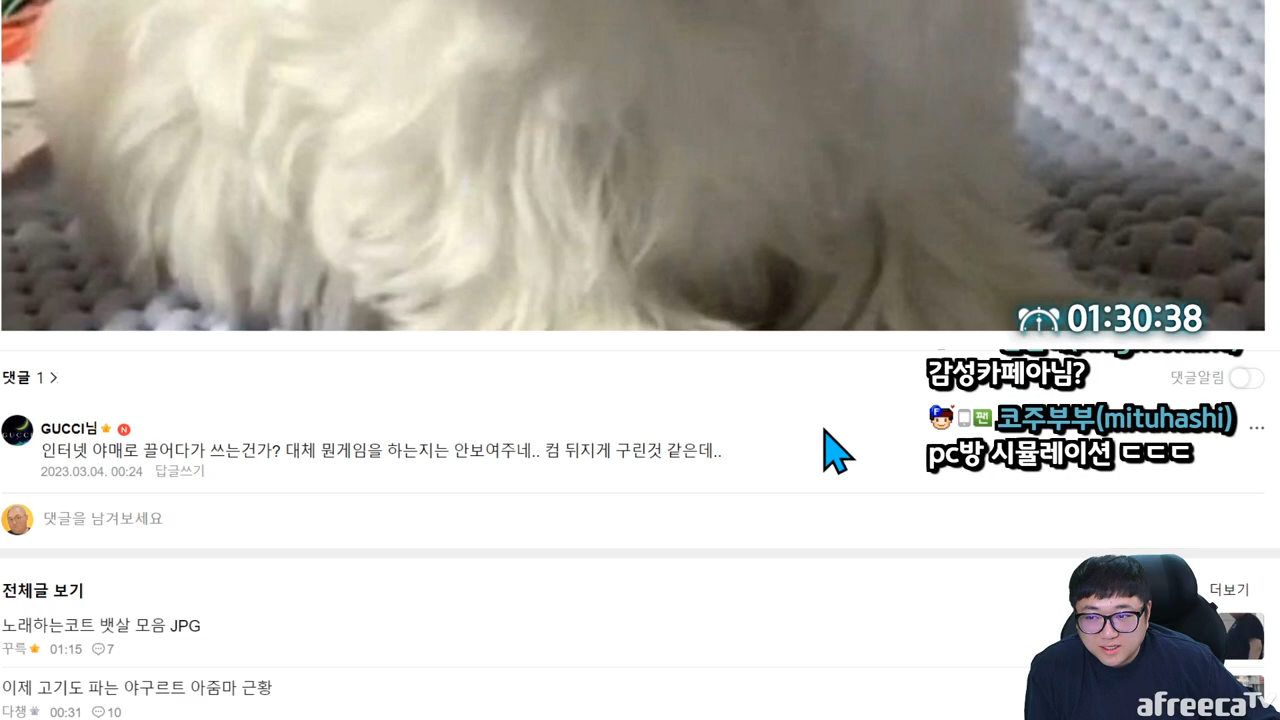 01:30:38
감성카페아님?
댓글 1 >
댓글알림
GUCCI님
N
코주부부(mituhashi)
F
팬
인터넷 야매로 끌어다가 쓰는건가? 대체 뭔게임을 하는지는 안보여주네.. 컴 뒤지게 구린것 같은데..
pc방 시뮬레이션 ㄷㄷㄷ
2023.03.04. 00:24 답글쓰기
댓글을 남겨보세요
전체글 보기
더보기
노래하는코트 뱃살 모음 JPG
꾸륵 01:15 7
이제 고기도 파는 야구르트 아줌마 근황
다챙 00:31 10
afreecaTV